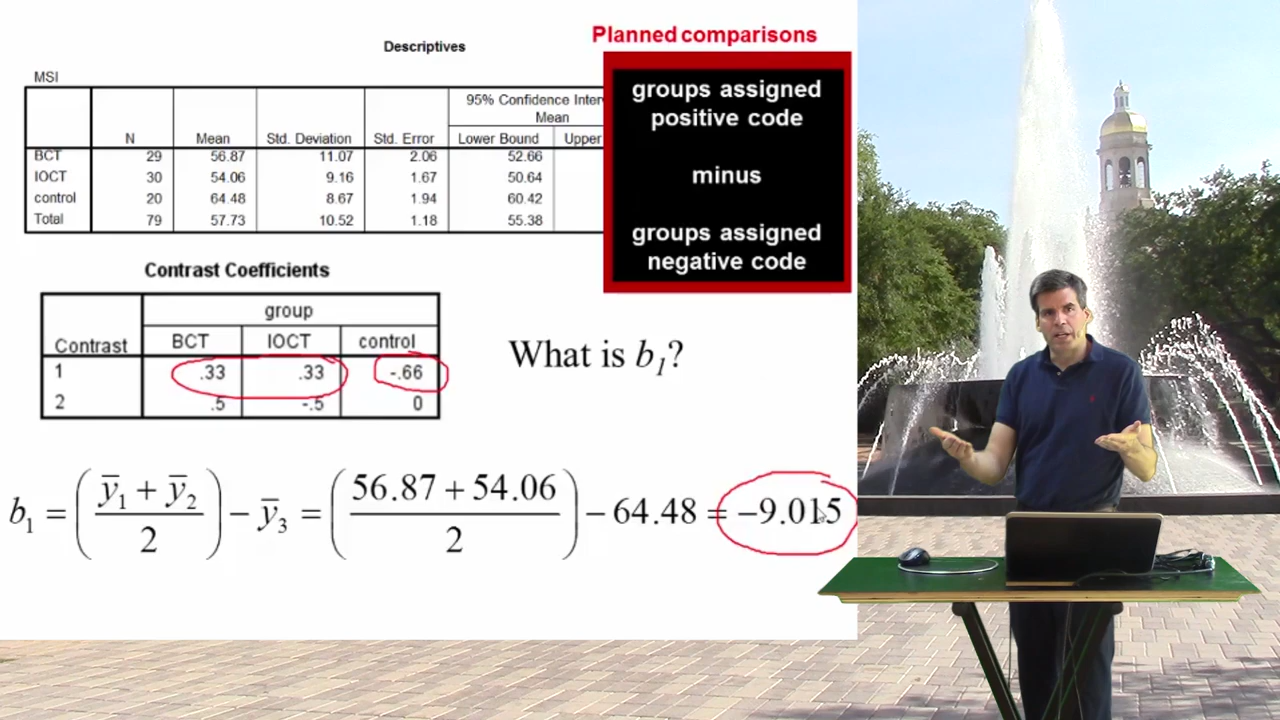 Planned comparisons
groups assigned
positive code
minus
groups assigned
negative code
Descriptives
MSI
95% Confidence Inter
Mean
N Mean Std. Deviation Std. Error Lower Bound Upper
BCT 29 56.87 11.07 2.06 52.66
IOCT 30 54.06 9.16 1.67 50.64
control 20 64.48 8.67 1.94 60.42
Total 79 57.73 10.52 1.18 55.38
Contrast Coefficients
group
Contrast BCT IOCT control
1 .33 .33 -.66
2 .5 -.5 0
What is b₁?
b₁ = (ȳ₁ + ȳ₂ / 2) − ȳ₃ = (56.87 + 54.06 / 2) − 64.48 = −9.015